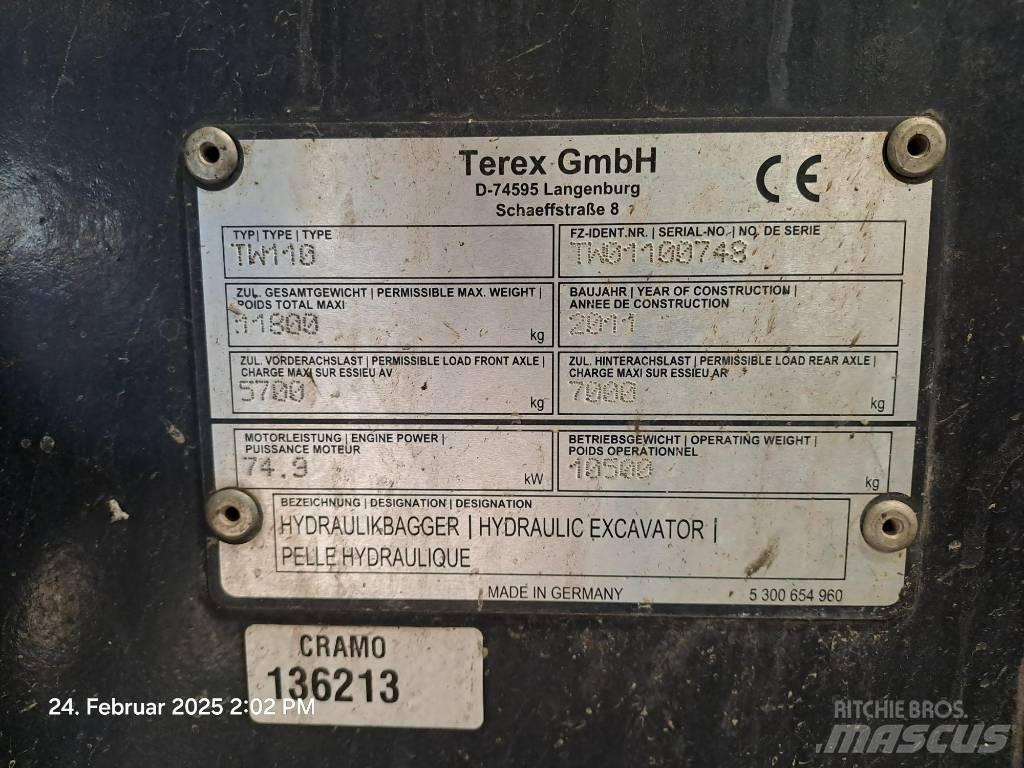 Terex GmbH
D-74595 Langenburg
Schaeffstraße 8
CE
TYP | TYPE | TYPE
TW110
FZ-IDENT.NR. | SERIAL-NO. | NO. DE SERIE
TW01100748
ZUL. GESAMTGEWICHT | PERMISSIBLE MAX. WEIGHT |
POIDS TOTAL MAXI
11800 kg
BAUJAHR | YEAR OF CONSTRUCTION |
ANNEE DE CONSTRUCTION
2011
ZUL. VORDERACHSLAST | PERMISSIBLE LOAD FRONT AXLE |
CHARGE MAXI SUR ESSIEU AV
5700 kg
ZUL. HINTERACHSLAST | PERMISSIBLE LOAD REAR AXLE |
CHARGE MAXI SUR ESSIEU AR
7000 kg
MOTORLEISTUNG | ENGINE POWER |
PUISSANCE MOTEUR
74.9 kW
BETRIEBSGEWICHT | OPERATING WEIGHT |
POIDS OPERATIONNEL
10500 kg
BEZEICHNUNG | DESIGNATION | DESIGNATION
HYDRAULIKBAGGER | HYDRAULIC EXCAVATOR |
PELLE HYDRAULIQUE
MADE IN GERMANY 5 300 654 960
CRAMO
136213
24. Februar 2025 2:02 PM
RITCHIE BROS.
MASCUS